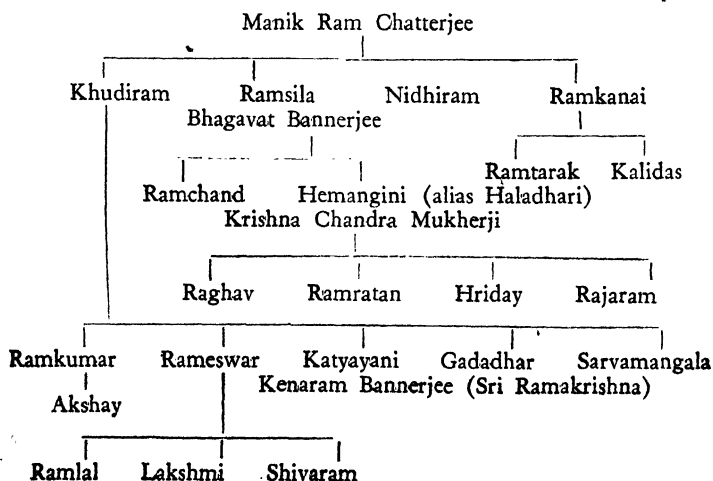 Manik Ram Chatterjee
Khudiram Ramsila Nidhiram Ramkanai
Bhagavat Bannerjee
Ramtarak Kalidas
Ramchand Hemangini (alias Haladhari)
Krishna Chandra Mukherji
Raghav Ramratan Hriday Rajaram
Ramkumar Rameswar Katyayani Gadadhar Sarvamangala
Kenaram Bannerjee (Sri Ramakrishna)
Akshay
Ramlal Lakshmi Shivaram